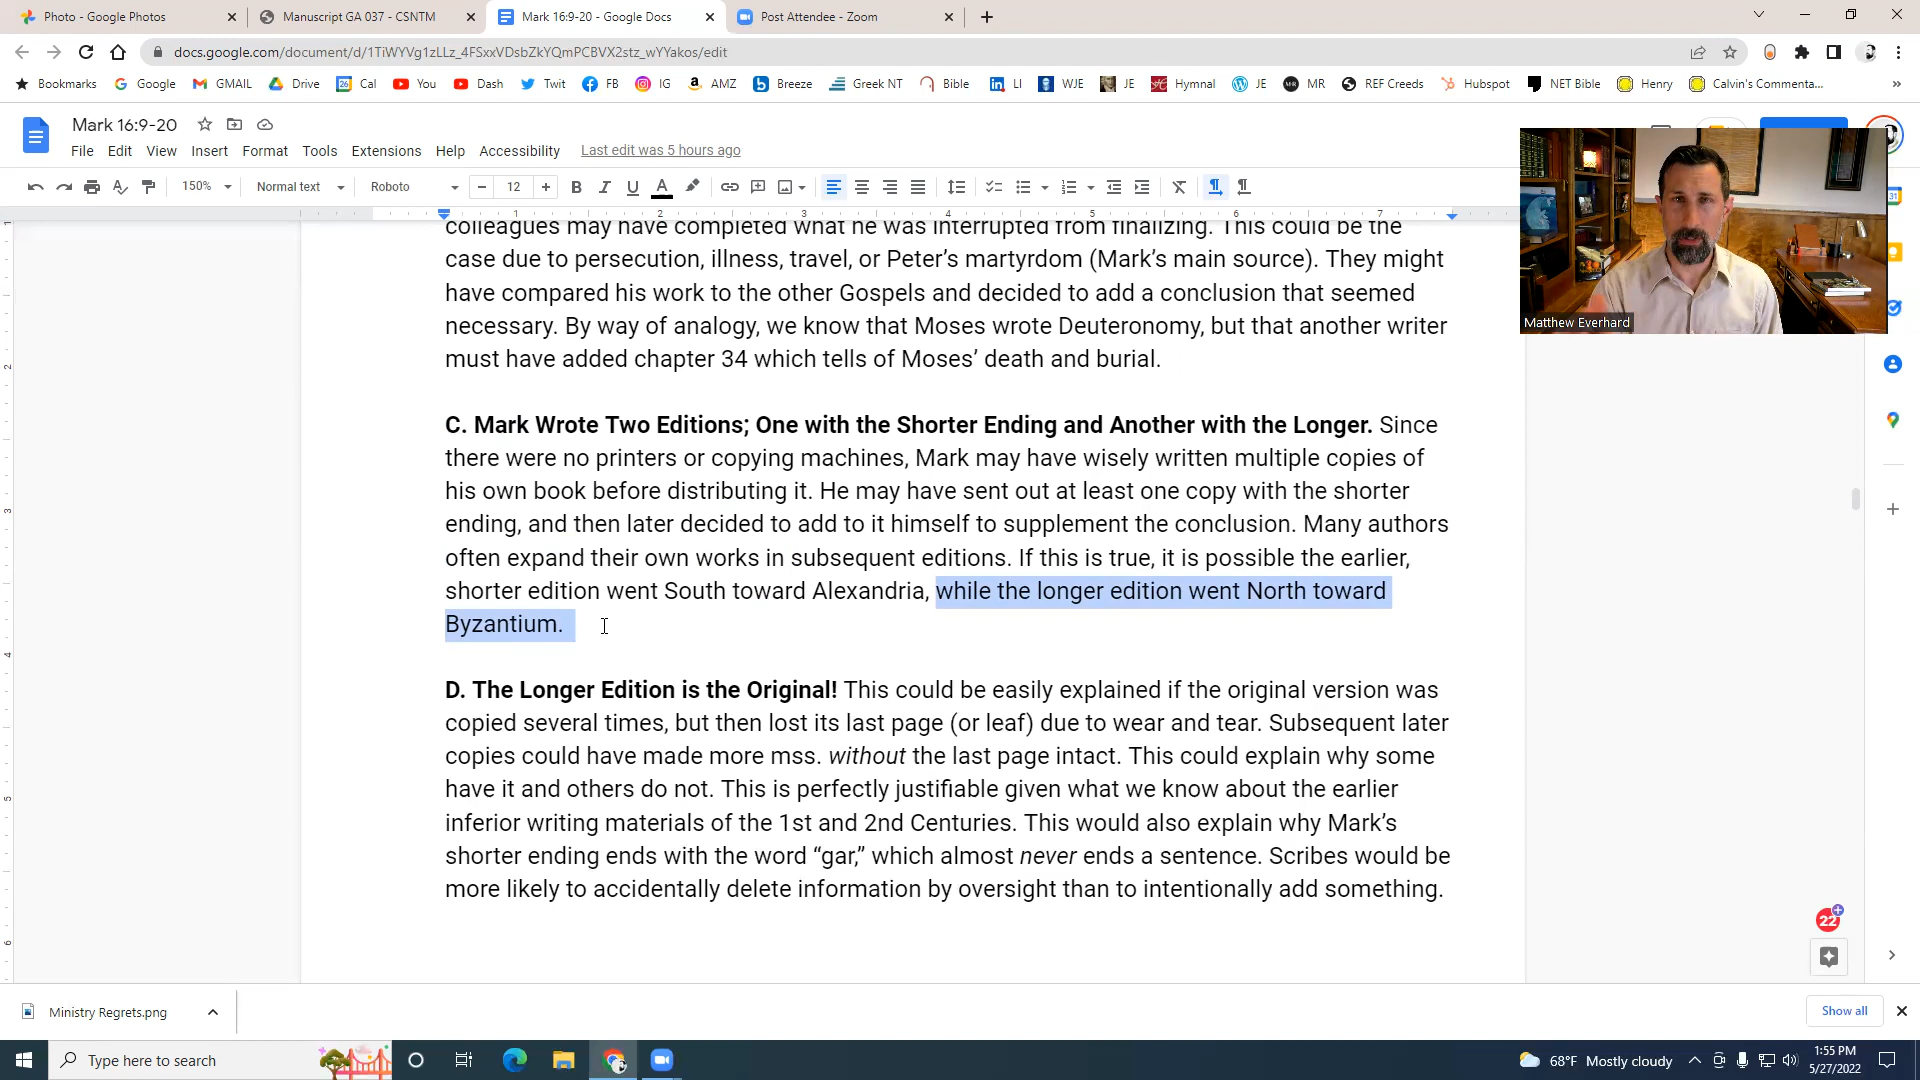 Photo - Google Photos
Manuscript GA 037 - CSNTM
Mark 16:9-20 - Google Docs
Post Attendee - Zoom
docs.google.com/document/d/1TiWYVg1zLLz_4FSxxVDsbZkYQmPCBVX2stz_wYYakos/edit
Bookmarks Google GMAIL Drive Cal You Dash Twit FB IG AMZ Breeze Greek NT Bible LI WJE JE Hymnal JE MR REF Creeds Hubspot NET Bible Henry Calvin's Commenta...
Mark 16:9-20
File Edit View Insert Format Tools Extensions Help Accessibility Last edit was 5 hours ago
150% Normal text Roboto 12
1 2 3 4 5 6 7
colleagues may have completed what he was interrupted from finalizing. This could be the
case due to persecution, illness, travel, or Peter's martyrdom (Mark's main source). They might
have compared his work to the other Gospels and decided to add a conclusion that seemed
necessary. By way of analogy, we know that Moses wrote Deuteronomy, but that another writer
must have added chapter 34 which tells of Moses' death and burial.
Matthew Everhard
C. Mark Wrote Two Editions; One with the Shorter Ending and Another with the Longer. Since
there were no printers or copying machines, Mark may have wisely written multiple copies of
his own book before distributing it. He may have sent out at least one copy with the shorter
ending, and then later decided to add to it himself to supplement the conclusion. Many authors
often expand their own works in subsequent editions. If this is true, it is possible the earlier,
shorter edition went South toward Alexandria, while the longer edition went North toward
Byzantium.
D. The Longer Edition is the Original! This could be easily explained if the original version was
copied several times, but then lost its last page (or leaf) due to wear and tear. Subsequent later
copies could have made more mss. without the last page intact. This could explain why some
have it and others do not. This is perfectly justifiable given what we know about the earlier
inferior writing materials of the 1st and 2nd Centuries. This would also explain why Mark's
shorter ending ends with the word “gar,” which almost never ends a sentence. Scribes would be
more likely to accidentally delete information by oversight than to intentionally add something.
22
Ministry Regrets.png
Show all
Type here to search
68°F Mostly cloudy
1:55 PM
5/27/2022